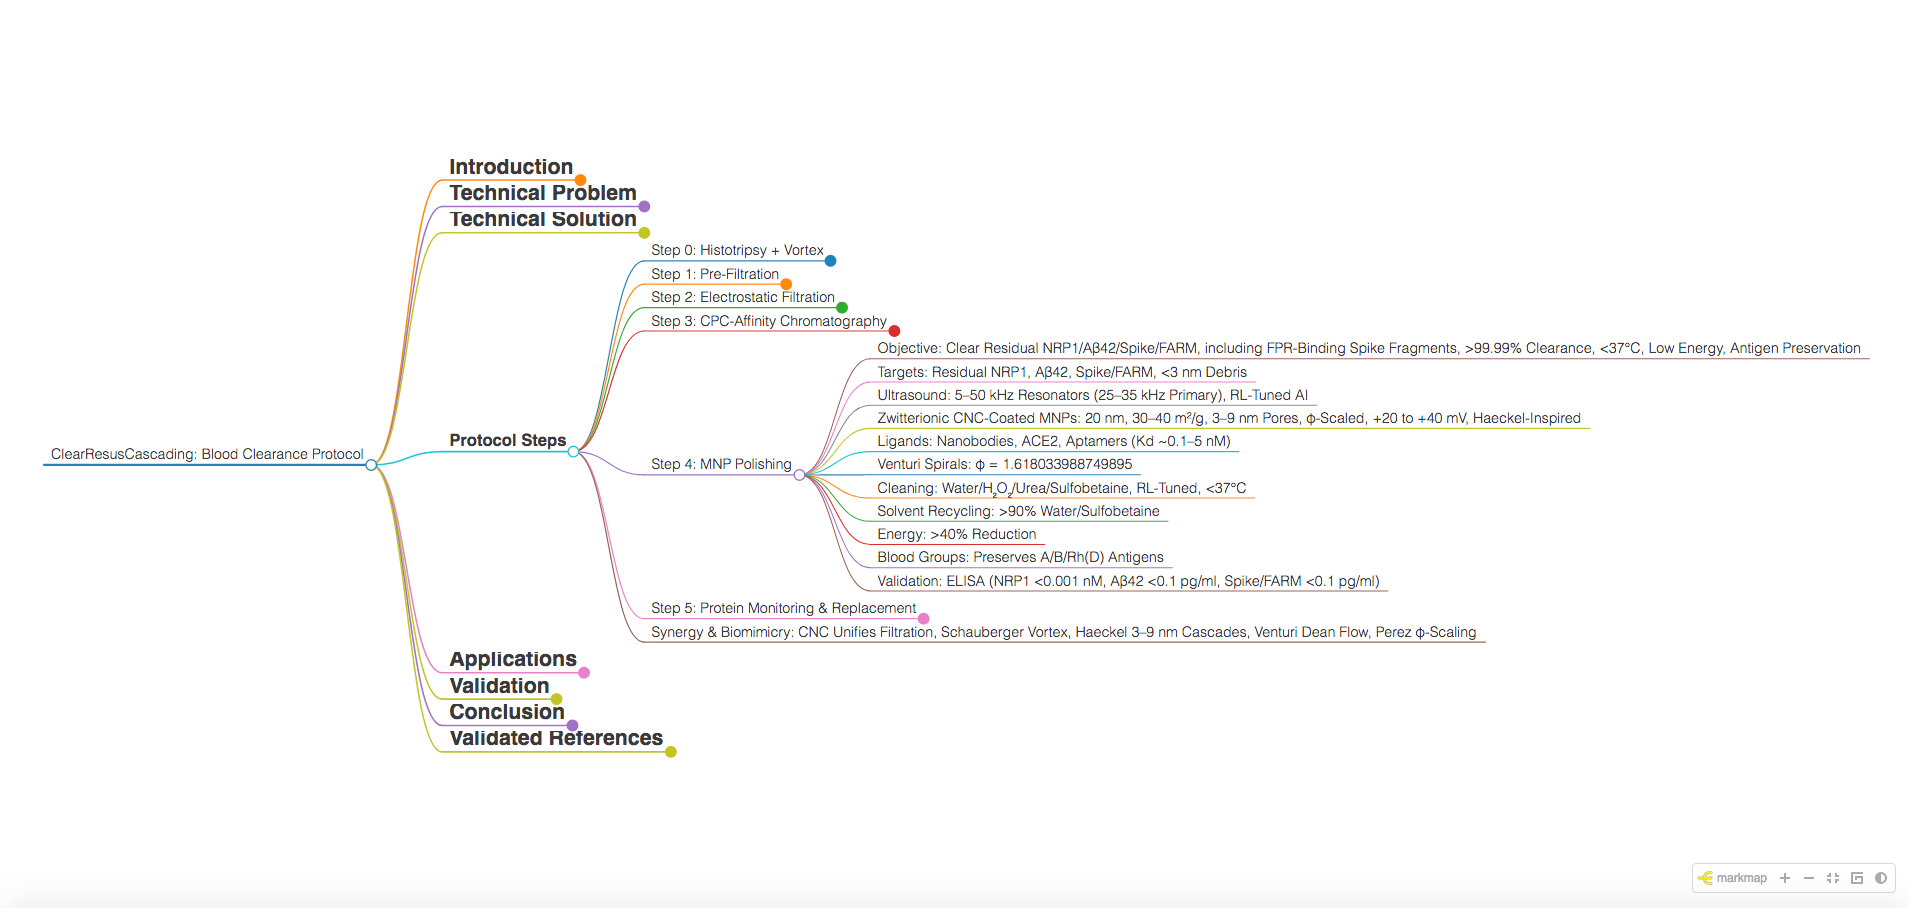 Introduction
Technical Problem
Technical Solution
Step 0: Histotripsy + Vortex
Step 1: Pre-Filtration
Step 2: Electrostatic Filtration
Step 3: CPC-Affinity Chromatography
Objective: Clear Residual NRP1/Aβ42/Spike/FARM, including FPR-Binding Spike Fragments, >99.99% Clearance, <37°C, Low Energy, Antigen Preservation
Targets: Residual NRP1, Aβ42, Spike/FARM, <3 nm Debris
Ultrasound: 5–50 kHz Resonators (25–35 kHz Primary), RL-Tuned AI
Zwitterionic CNC-Coated MNPs: 20 nm, 30–40 m²/g, 3–9 nm Pores, φ-Scaled, +20 to +40 mV, Haeckel-Inspired
Protocol Steps
Ligands: Nanobodies, ACE2, Aptamers (Kd ~0.1–5 nM)
ClearResusCascading: Blood Clearance Protocol
Step 4: MNP Polishing
Venturi Spirals: φ = 1.618033988749895
Cleaning: Water/H₂O₂/Urea/Sulfobetaine, RL-Tuned, <37°C
Solvent Recycling: >90% Water/Sulfobetaine
Energy: >40% Reduction
Blood Groups: Preserves A/B/Rh(D) Antigens
Validation: ELISA (NRP1 <0.001 nM, Aβ42 <0.1 pg/ml, Spike/FARM <0.1 pg/ml)
Step 5: Protein Monitoring & Replacement
Synergy & Biomimicry: CNC Unifies Filtration, Schauberger Vortex, Haeckel 3–9 nm Cascades, Venturi Dean Flow, Perez φ-Scaling
Applications
Validation
Conclusion
Validated References
markmap